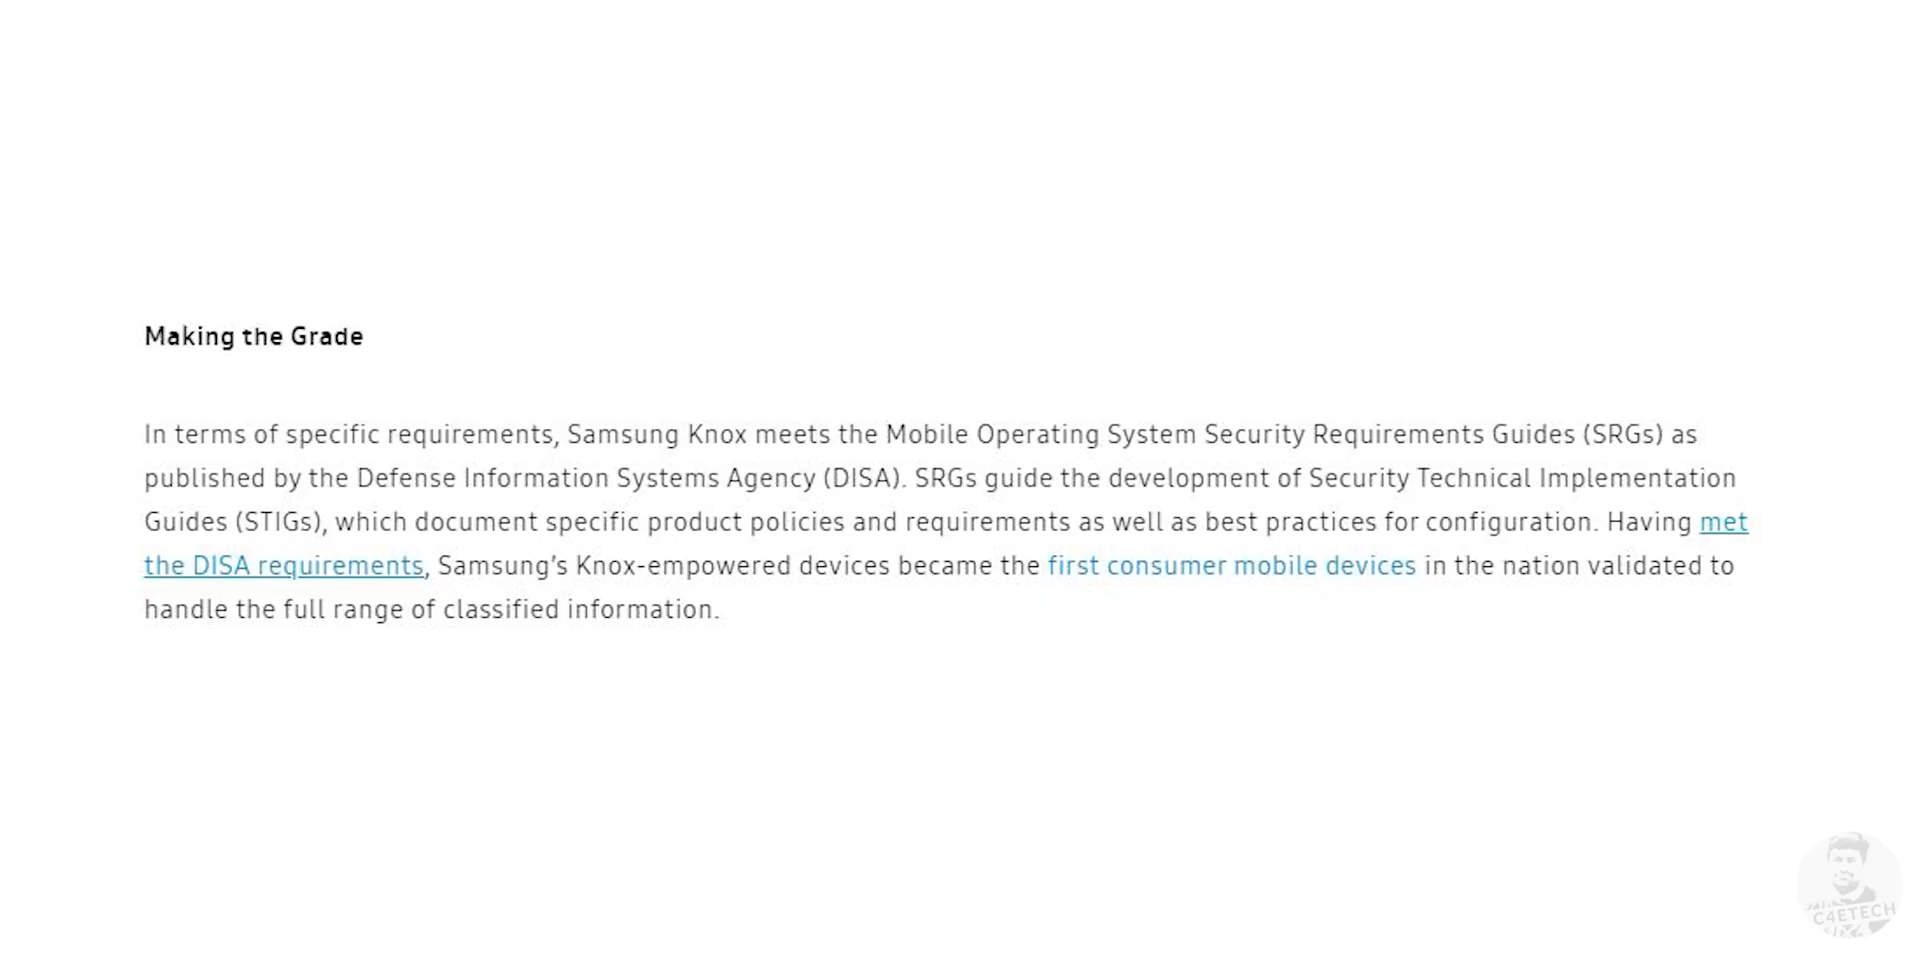 Making the Grade
In terms of specific requirements, Samsung Knox meets the Mobile Operating System Security Requirements Guides (SRGs) as
published by the Defense Information Systems Agency (DISA). SRGs guide the development of Security Technical Implementation
Guides (STIGs), which document specific product policies and requirements as well as best practices for configuration. Having met
the DISA requirements, Samsung’s Knox-empowered devices became the first consumer mobile devices in the nation validated to
handle the full range of classified information.
C4ETECH